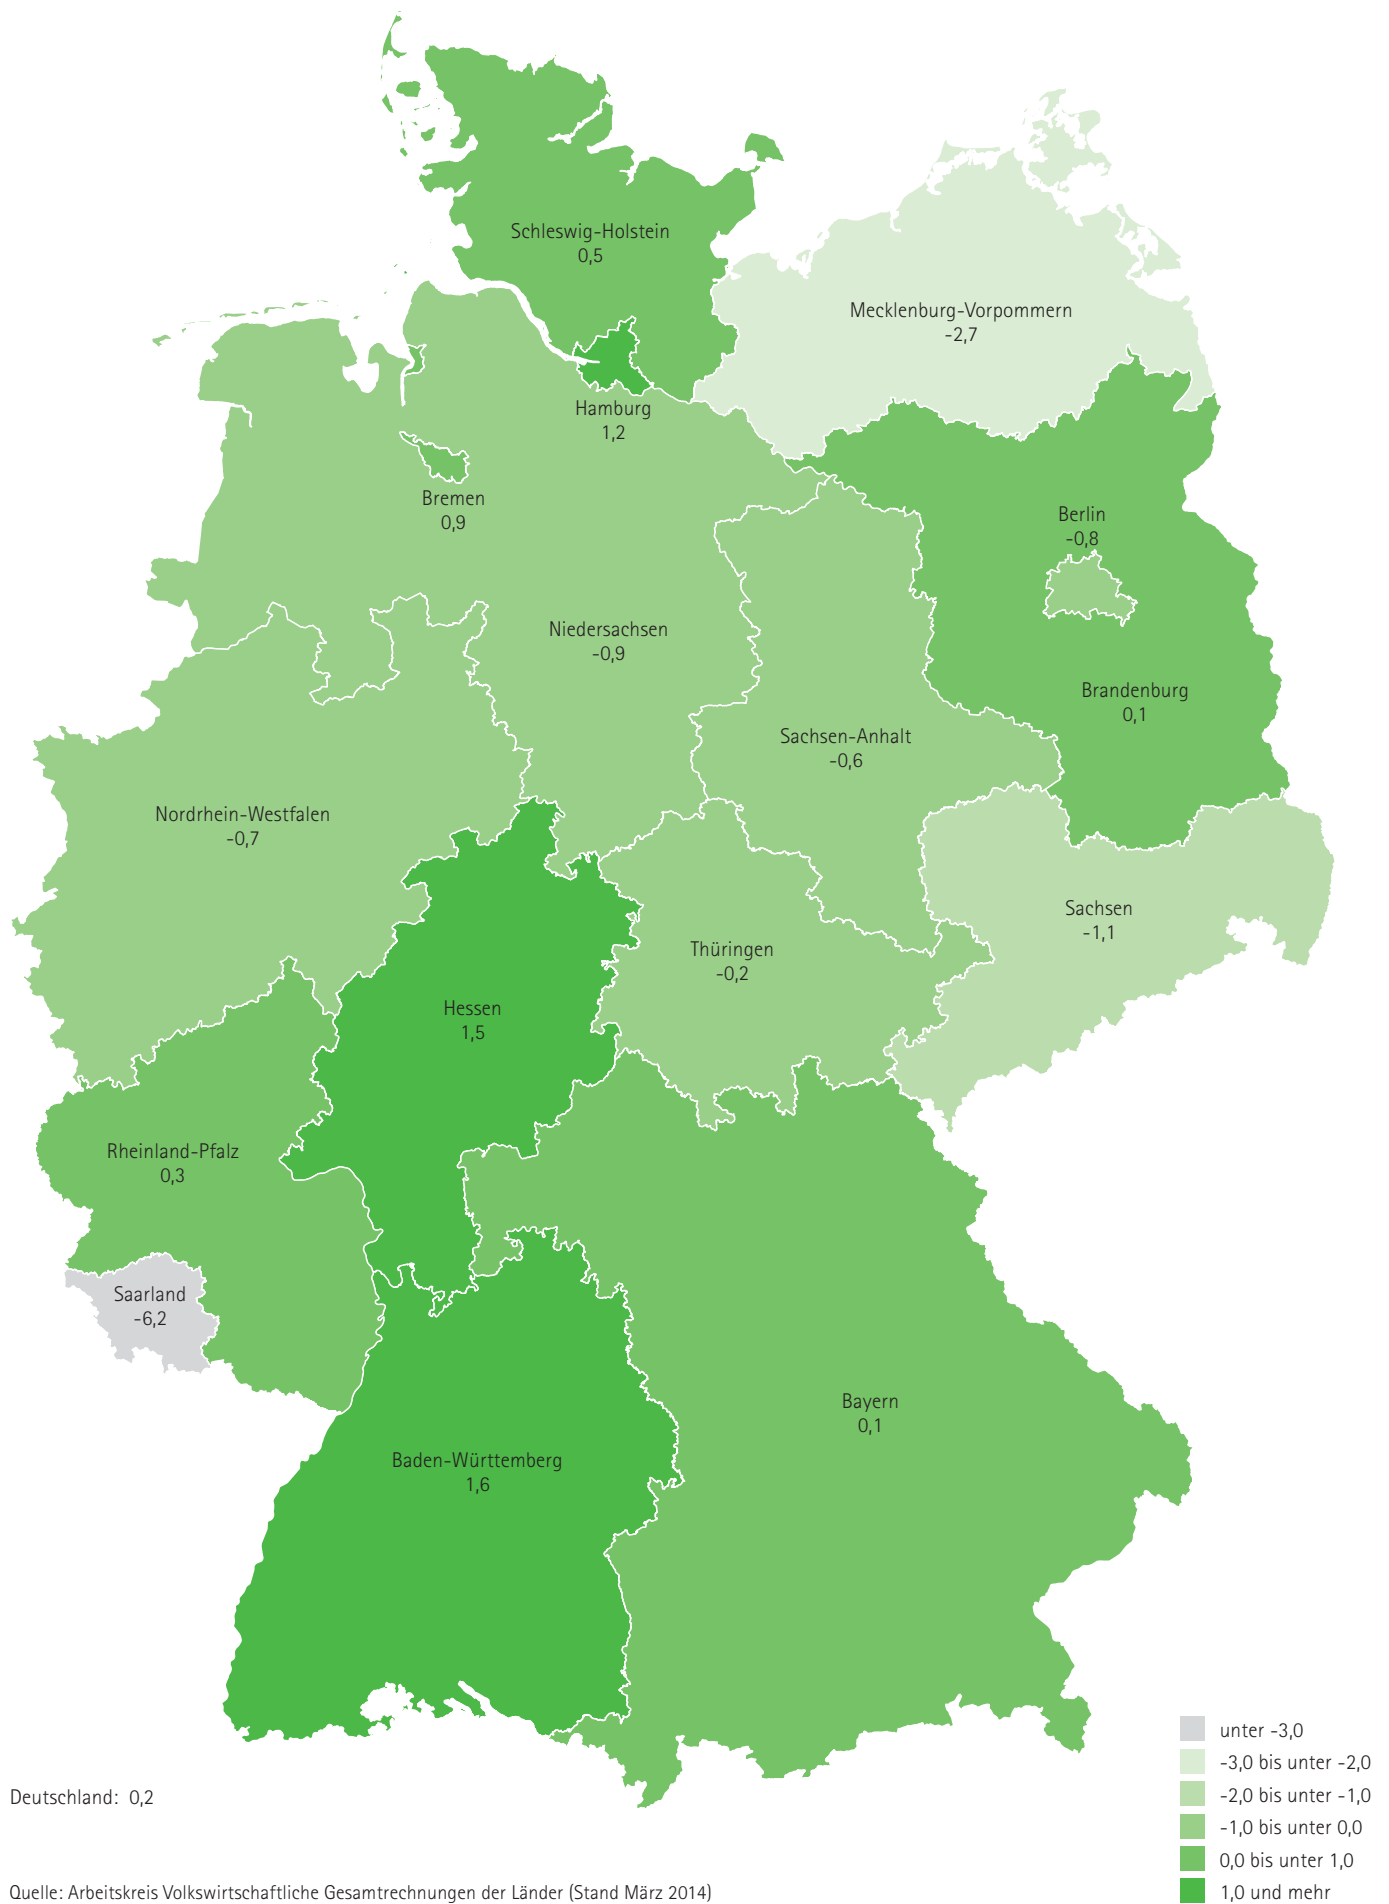 Schleswig-Holstein
0,5
Mecklenburg-Vorpommern
-2,7
Hamburg
1,2
Bremen
0,9
Berlin
-0,8
Niedersachsen
-0,9
Brandenburg
0,1
Sachsen-Anhalt
-0,6
Nordrhein-Westfalen
-0,7
Sachsen
-1,1
Thüringen
-0,2
Hessen
1,5
Rheinland-Pfalz
0,3
Saarland
-6,2
Bayern
0,1
Baden-Württemberg
1,6
unter -3,0
-3,0 bis unter -2,0
-2,0 bis unter -1,0
-1,0 bis unter 0,0
0,0 bis unter 1,0
1,0 und mehr
Deutschland: 0,2
Quelle: Arbeitskreis Volkswirtschaftliche Gesamtrechnungen der Länder (Stand März 2014)